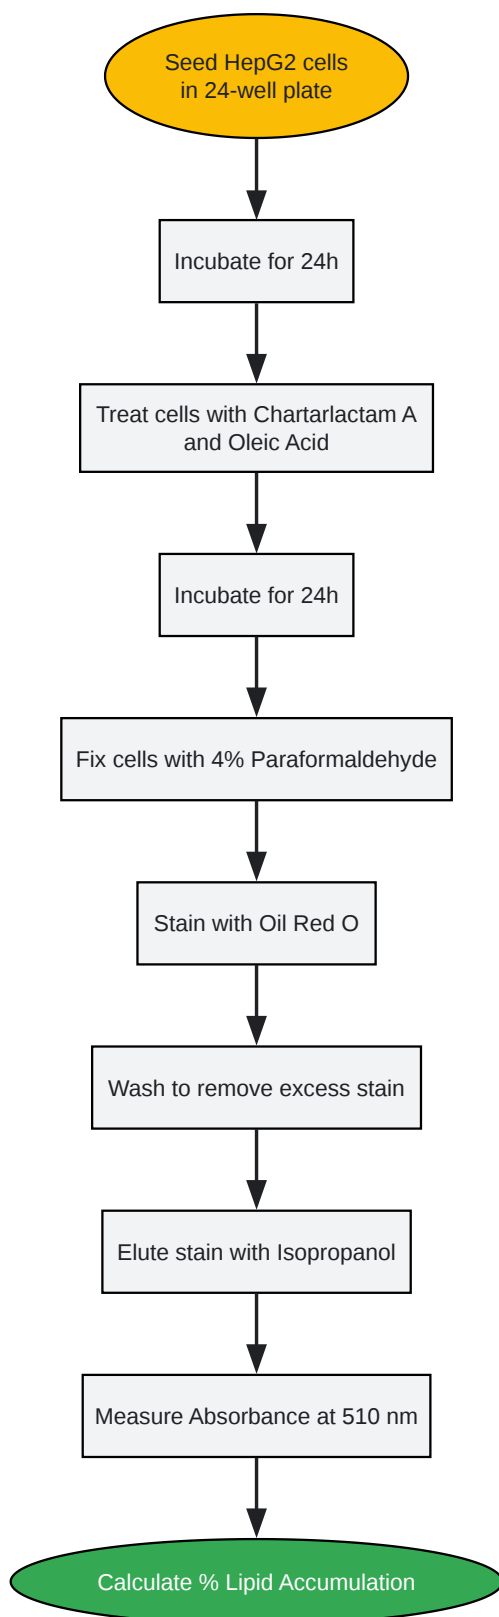 Seed HepG2 cells
in 24-well plate
Incubate for 24h
Treat cells with Chartarlactam A
and Oleic Acid
Incubate for 24h
Fix cells with 4% Paraformaldehyde
Stain with Oil Red O
Wash to remove excess stain
Elute stain with Isopropanol
Measure Absorbance at 510 nm
Calculate % Lipid Accumulation